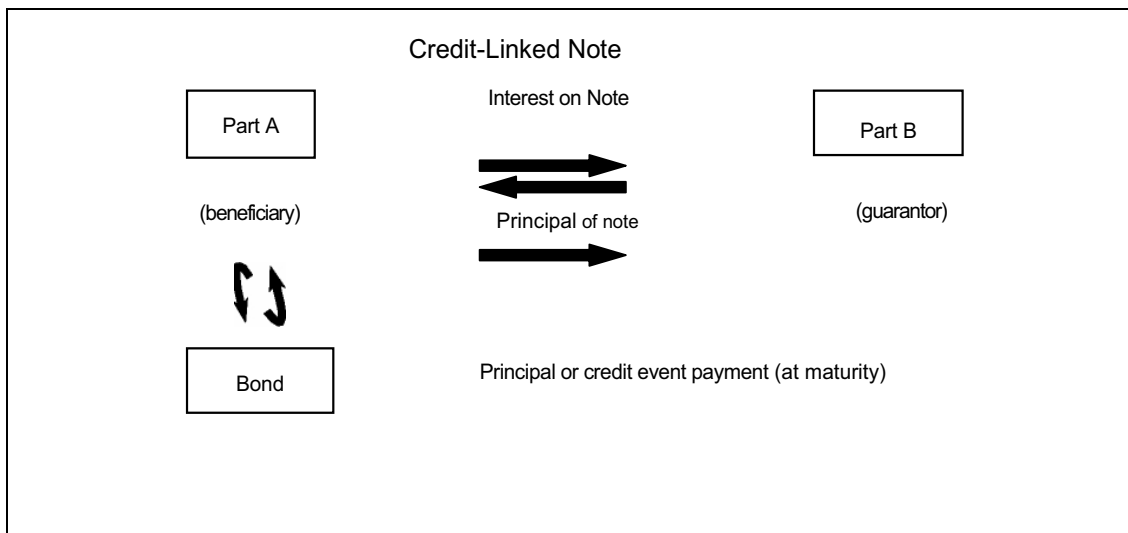 Credit-Linked Note
Interest on Note
Part A
Part B
(beneficiary)
(guarantor)
Principal of note
Bond
Principal or credit event payment (at maturity)